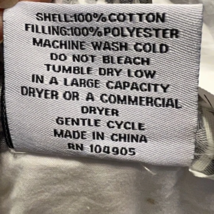 SHELL:100%COTTON
FILLING:100%POLYESTER
MACHINE WASH COLD
DO NOT BLEACH
TUMBLE DRY LOW
IN A LARGE CAPACITY
DRYER OR A COMMERCIAL
DRYER
GENTLE CYCLE
MADE IN CHINA
RN 104905